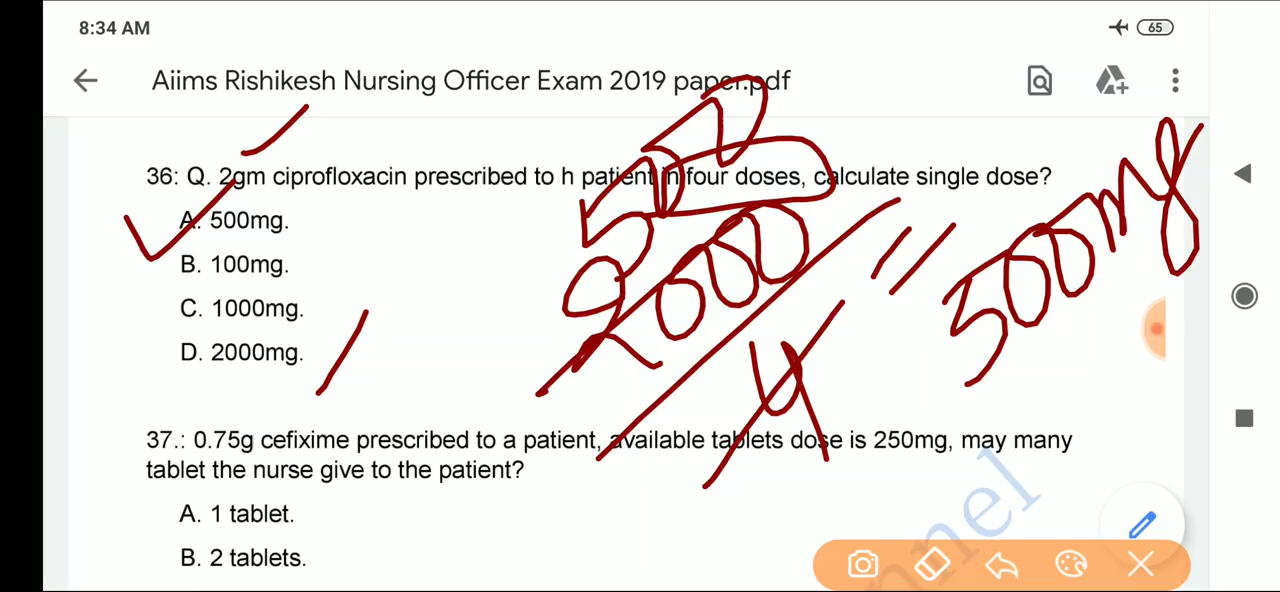 8:34 AM 65
Aiims Rishikesh Nursing Officer Exam 2019 paper.pdf
36: Q. 2gm ciprofloxacin prescribed to h patient in four doses, calculate single dose?
A. 500mg.
B. 100mg.
C. 1000mg.
D. 2000mg.
500
2000
4
= 500mg
37.: 0.75g cefixime prescribed to a patient, available tablets dose is 250mg, may many
tablet the nurse give to the patient?
A. 1 tablet.
B. 2 tablets.
nnel